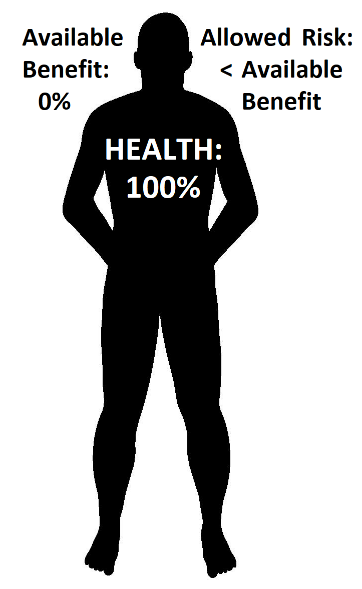 Available
Benefit:
0%
Allowed Risk:
< Available
Benefit
HEALTH:
100%